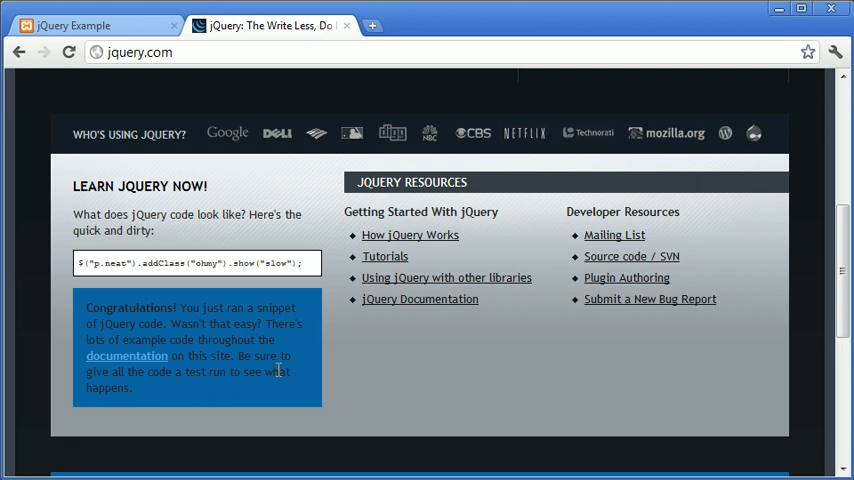 jQuery Example
jQuery: The Write Less, Do
jquery.com
WHO'S USING JQUERY?
Google
DELL
digg
NBC
CBS
NETFLIX
Technorati
mozilla.org
LEARN JQUERY NOW!
What does jQuery code look like? Here's the
quick and dirty:
$("p.neat").addClass("ohmy").show("slow");
Congratulations! You just ran a snippet
of jQuery code. Wasn't that easy? There's
lots of example code throughout the
documentation on this site. Be sure to
give all the code a test run to see what
happens.
JQUERY RESOURCES
Getting Started With jQuery
How jQuery Works
Tutorials
Using jQuery with other libraries
jQuery Documentation
Developer Resources
Mailing List
Source code / SVN
Plugin Authoring
Submit a New Bug Report